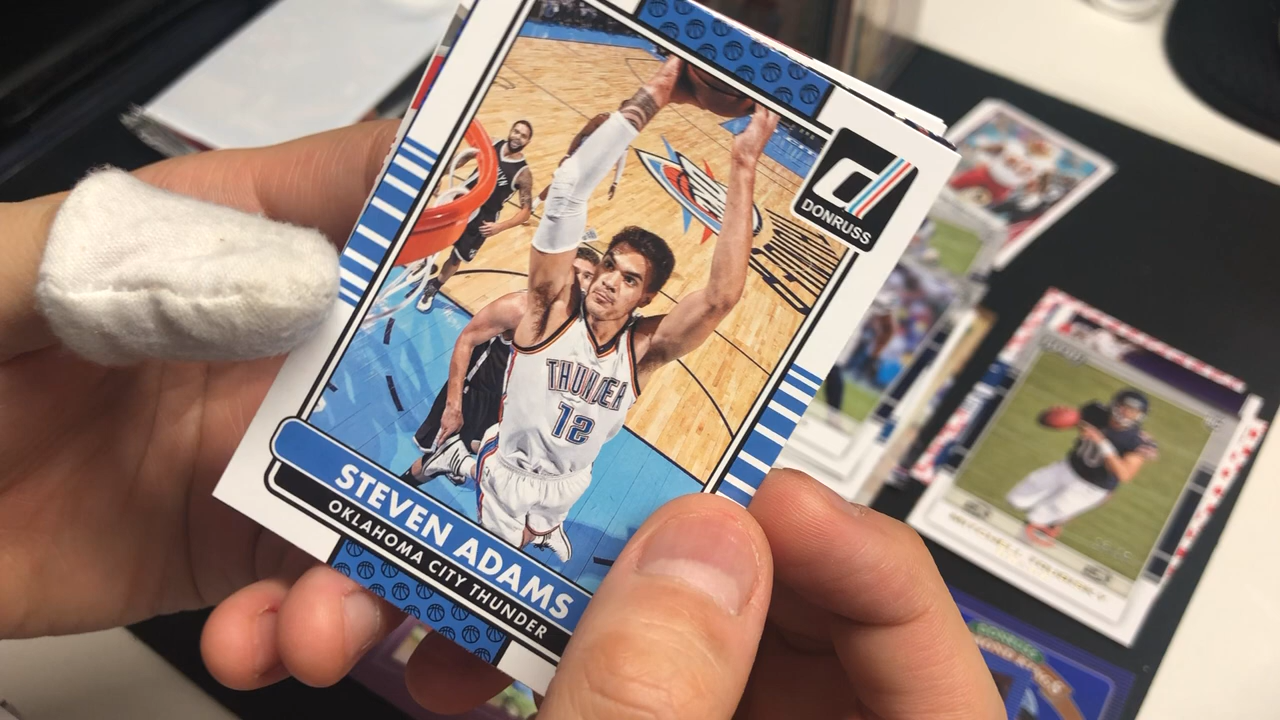 DONRUSS
THUNDER
12
STEVEN ADAMS
OKLAHOMA CITY THUNDER